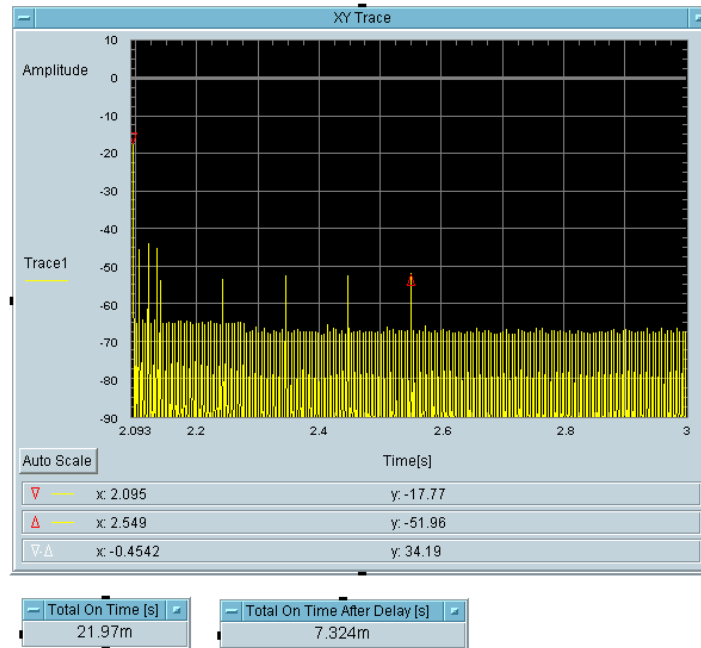 XY Trace
10
Amplitude
0
-10
-20
-30
-40
Trace1
-50
-60
-70
-80
-90
2.093 2.2 2.4 2.6 2.8 3
Auto Scale Time[s]
x: 2.095 y: -17.77
x: 2.549 y: -51.96
x: -0.4542 y: 34.19
Total On Time [s] Total On Time After Delay [s]
21.97m 7.324m